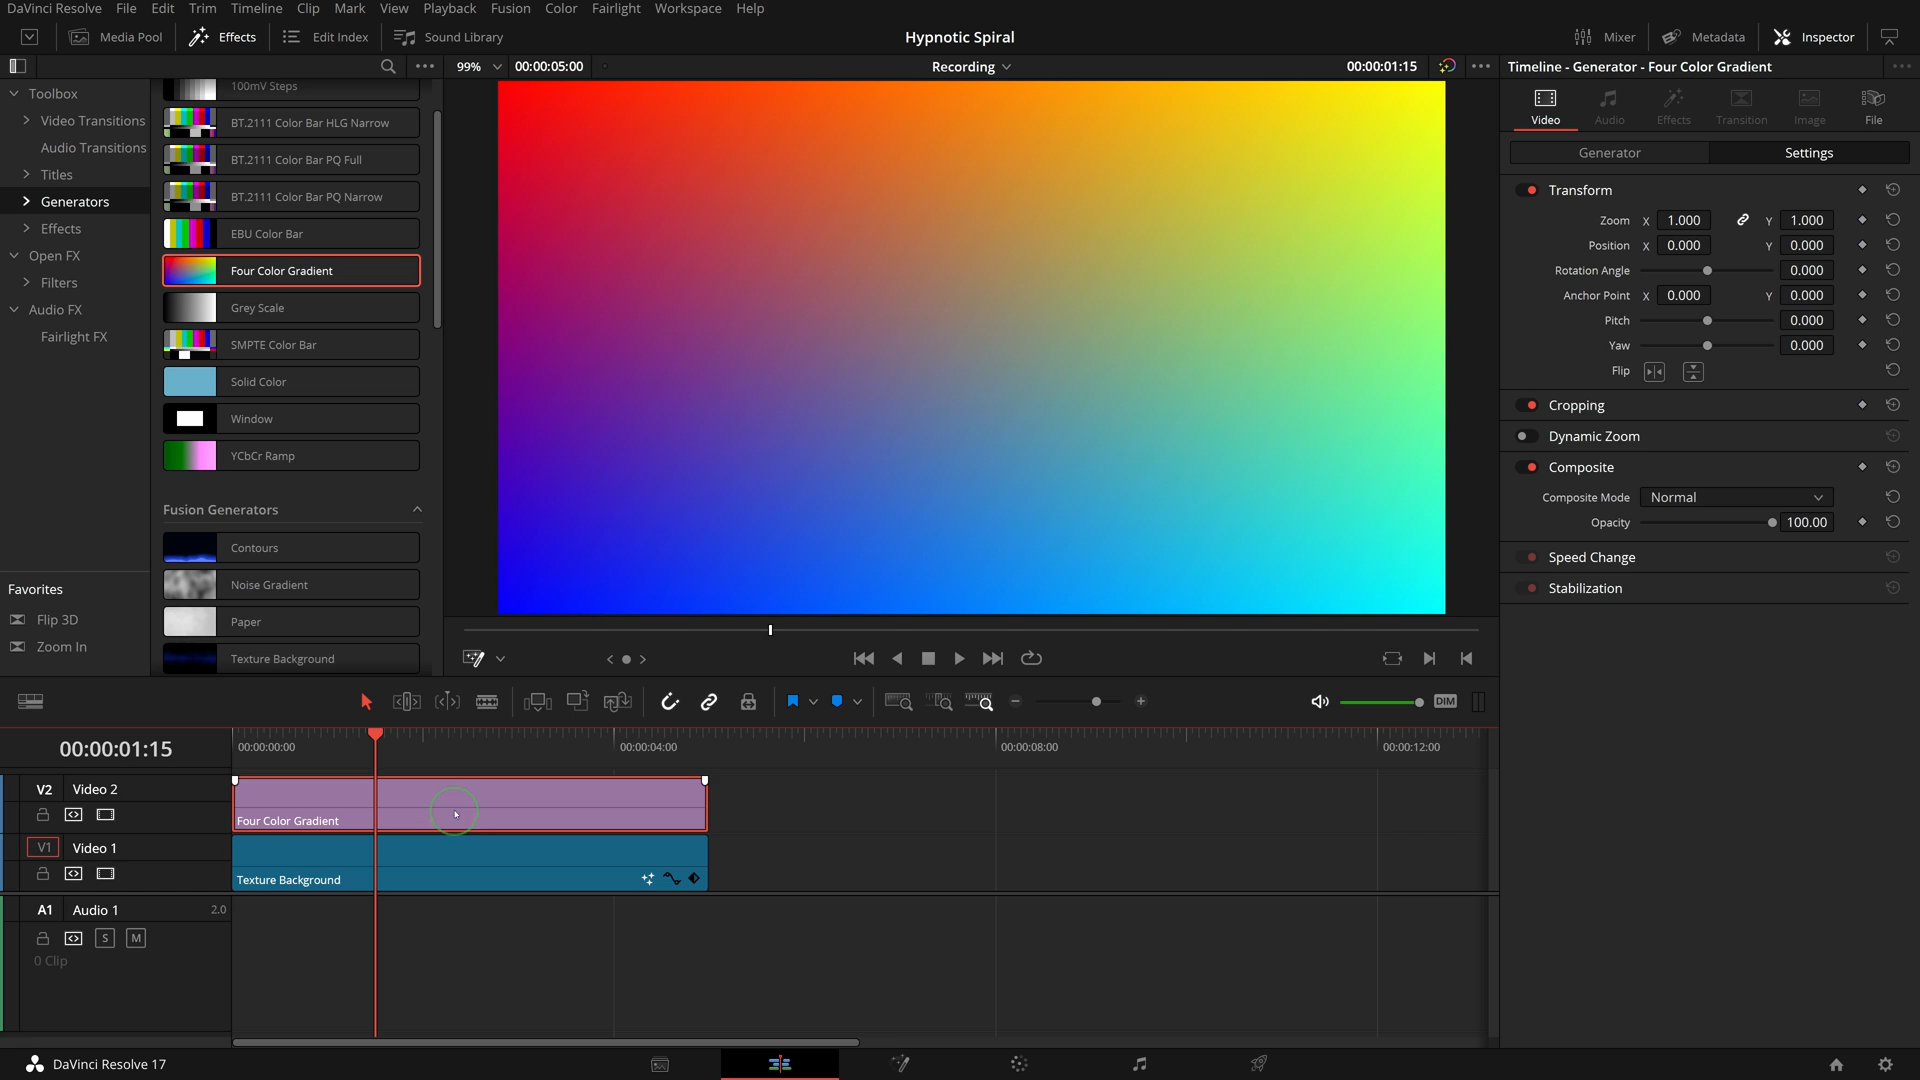 DaVinci Resolve File Edit Trim Timeline Clip Mark View Playback Fusion Color Fairlight Workspace Help
Media Pool Effects Edit Index Sound Library Hypnotic Spiral Mixer Metadata Inspector
99% 00:00:05:00 Recording 00:00:01:15 Timeline - Generator - Four Color Gradient
Toolbox
Video Transitions
Audio Transitions
Titles
Generators
Effects
Open FX
Filters
Audio FX
Fairlight FX
Favorites
Flip 3D
Zoom In
100mV Steps
BT.2111 Color Bar HLG Narrow
BT.2111 Color Bar PQ Full
BT.2111 Color Bar PQ Narrow
EBU Color Bar
Four Color Gradient
Grey Scale
SMPTE Color Bar
Solid Color
Window
YCbCr Ramp
Fusion Generators
Contours
Noise Gradient
Paper
Texture Background
Video Audio Effects Transition Image File
Generator Settings
Transform
Zoom X 1.000 Y 1.000
Position X 0.000 Y 0.000
Rotation Angle 0.000
Anchor Point X 0.000 Y 0.000
Pitch 0.000
Yaw 0.000
Flip
Cropping
Dynamic Zoom
Composite
Composite Mode Normal
Opacity 100.00
Speed Change
Stabilization
DIM
00:00:01:15 00:00:00:00 00:00:04:00 00:00:08:00 00:00:12:00
V2 Video 2
Four Color Gradient
V1 Video 1
Texture Background
A1 Audio 1 2.0
S M
0 Clip
DaVinci Resolve 17